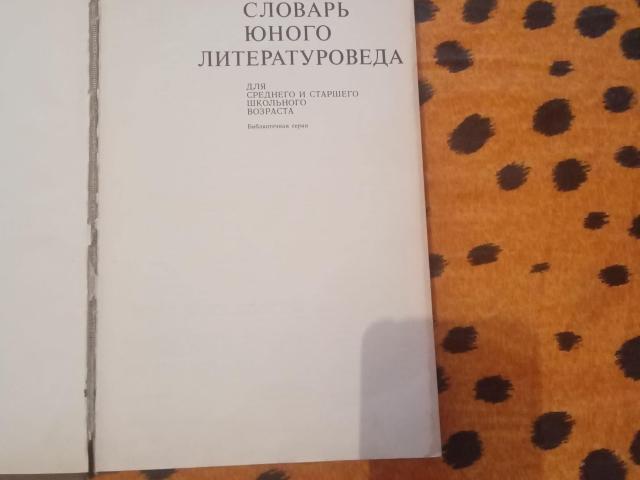 СЛОВАРЬ
ЮНОГО
ЛИТЕРАТУРОВЕДА
ДЛЯ
СРЕДНЕГО И СТАРШЕГО
ШКОЛЬНОГО
ВОЗРАСТА
Библиотечная серия